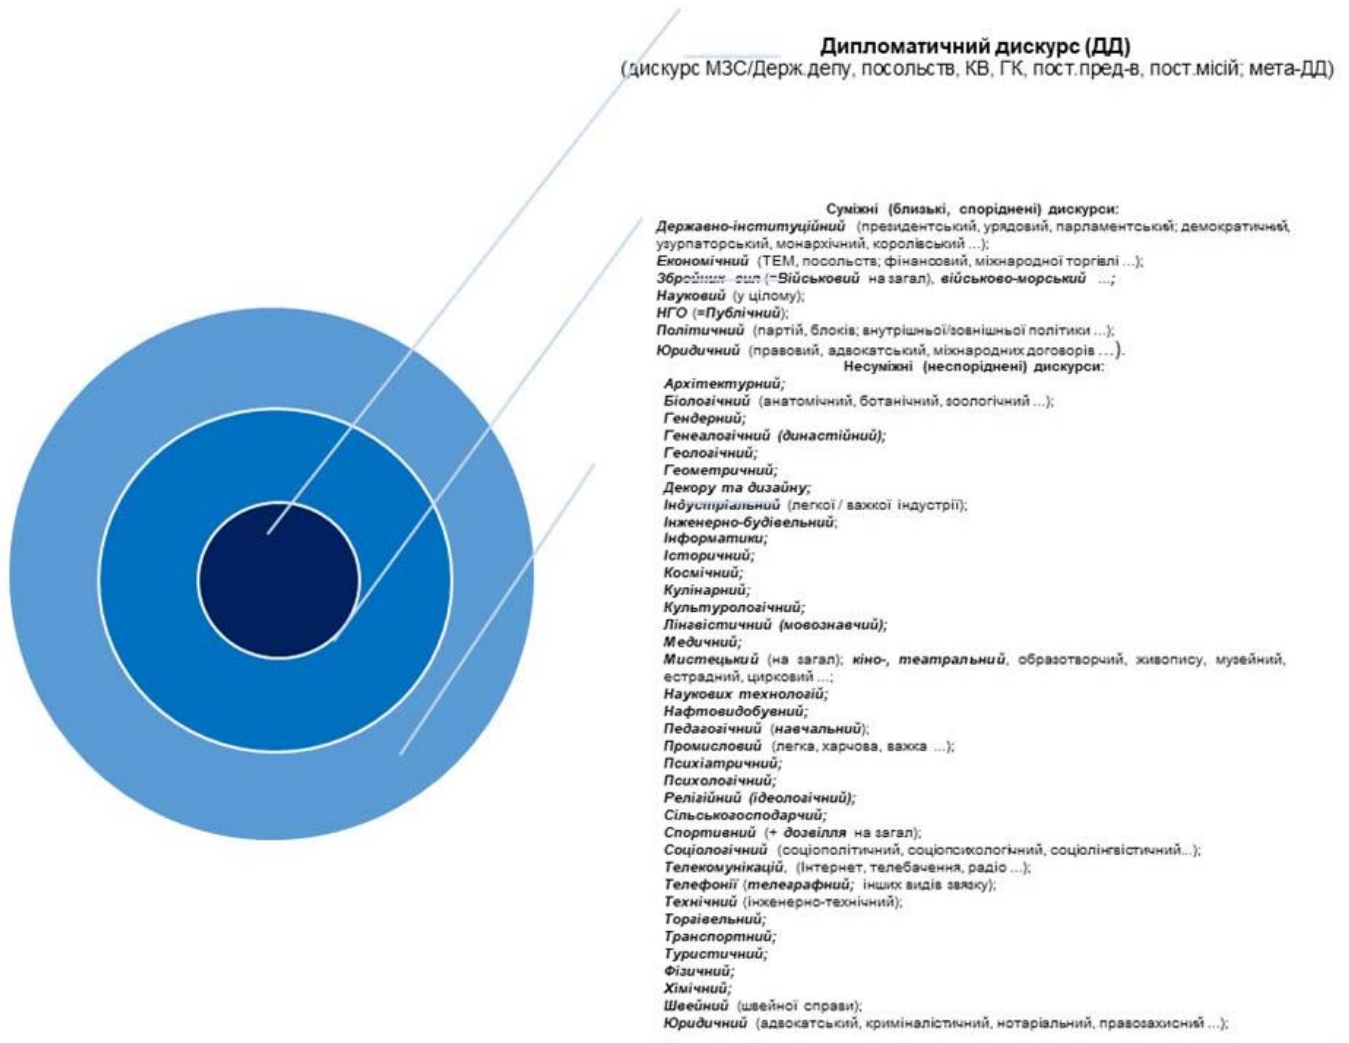 Дипломатичний дискурс (ДД)
(дискурс МЗС/Держ.депу, посольств, КВ, ГК, пост.пред-в, пост.місій; мета-ДД)
Суміжні (близькі, споріднені) дискурси:
Державно-інституційний (президентський, урядовий, парламентський; демократичний,
узурпаторський, монархічний, королівський ...);
Економічний (ТЕМ, посольств; фінансовий, міжнародної торгівлі ...);
Збройних сил (=Військовий на загал), військово-морський ...;
Науковий (у цілому);
НГО (=Публічний);
Політичний (партій, блоків; внутрішньої/зовнішньої політики ...);
Юридичний (правовий, адвокатський, міжнародних договорів ...).
Несуміжні (неспоріднені) дискурси:
Архітектурний;
Біологічний (анатомічний, ботанічний, зоологічний ...);
Гендерний;
Генеалогічний (династійний);
Геологічний;
Геометричний;
Декору та дизайну;
Індустріальний (легкої / важкої індустрії);
Інженерно-будівельний;
Інформатики;
Історичний;
Космічний;
Кулінарний;
Культурологічний;
Лінгвістичний (мовознавчий);
Медичний;
Мистецький (на загал); кіно-, театральний, образотворчий, живопису, музейний,
естрадний, цирковий ...;
Наукових технологій;
Нафтовидобувний;
Педагогічний (навчальний);
Промисловий (легка, харчова, важка ...);
Психіатричний;
Психологічний;
Релігійний (ідеологічний);
Сільськогосподарчий;
Спортивний (+ дозвілля на загал);
Соціологічний (соціополітичний, соціопсихологічний, соціолінгвістичний...);
Телекомунікацій, (Інтернет, телебачення, радіо ...);
Телефонії (телеграфний; інших видів звязку);
Технічний (інженерно-технічний);
Торгівельний;
Транспортний;
Туристичний;
Фізичний;
Хімічний;
Швейний (швейної справи);
Юридичний (адвокатський, криміналістичний, нотаріальний, правозахисний ...);